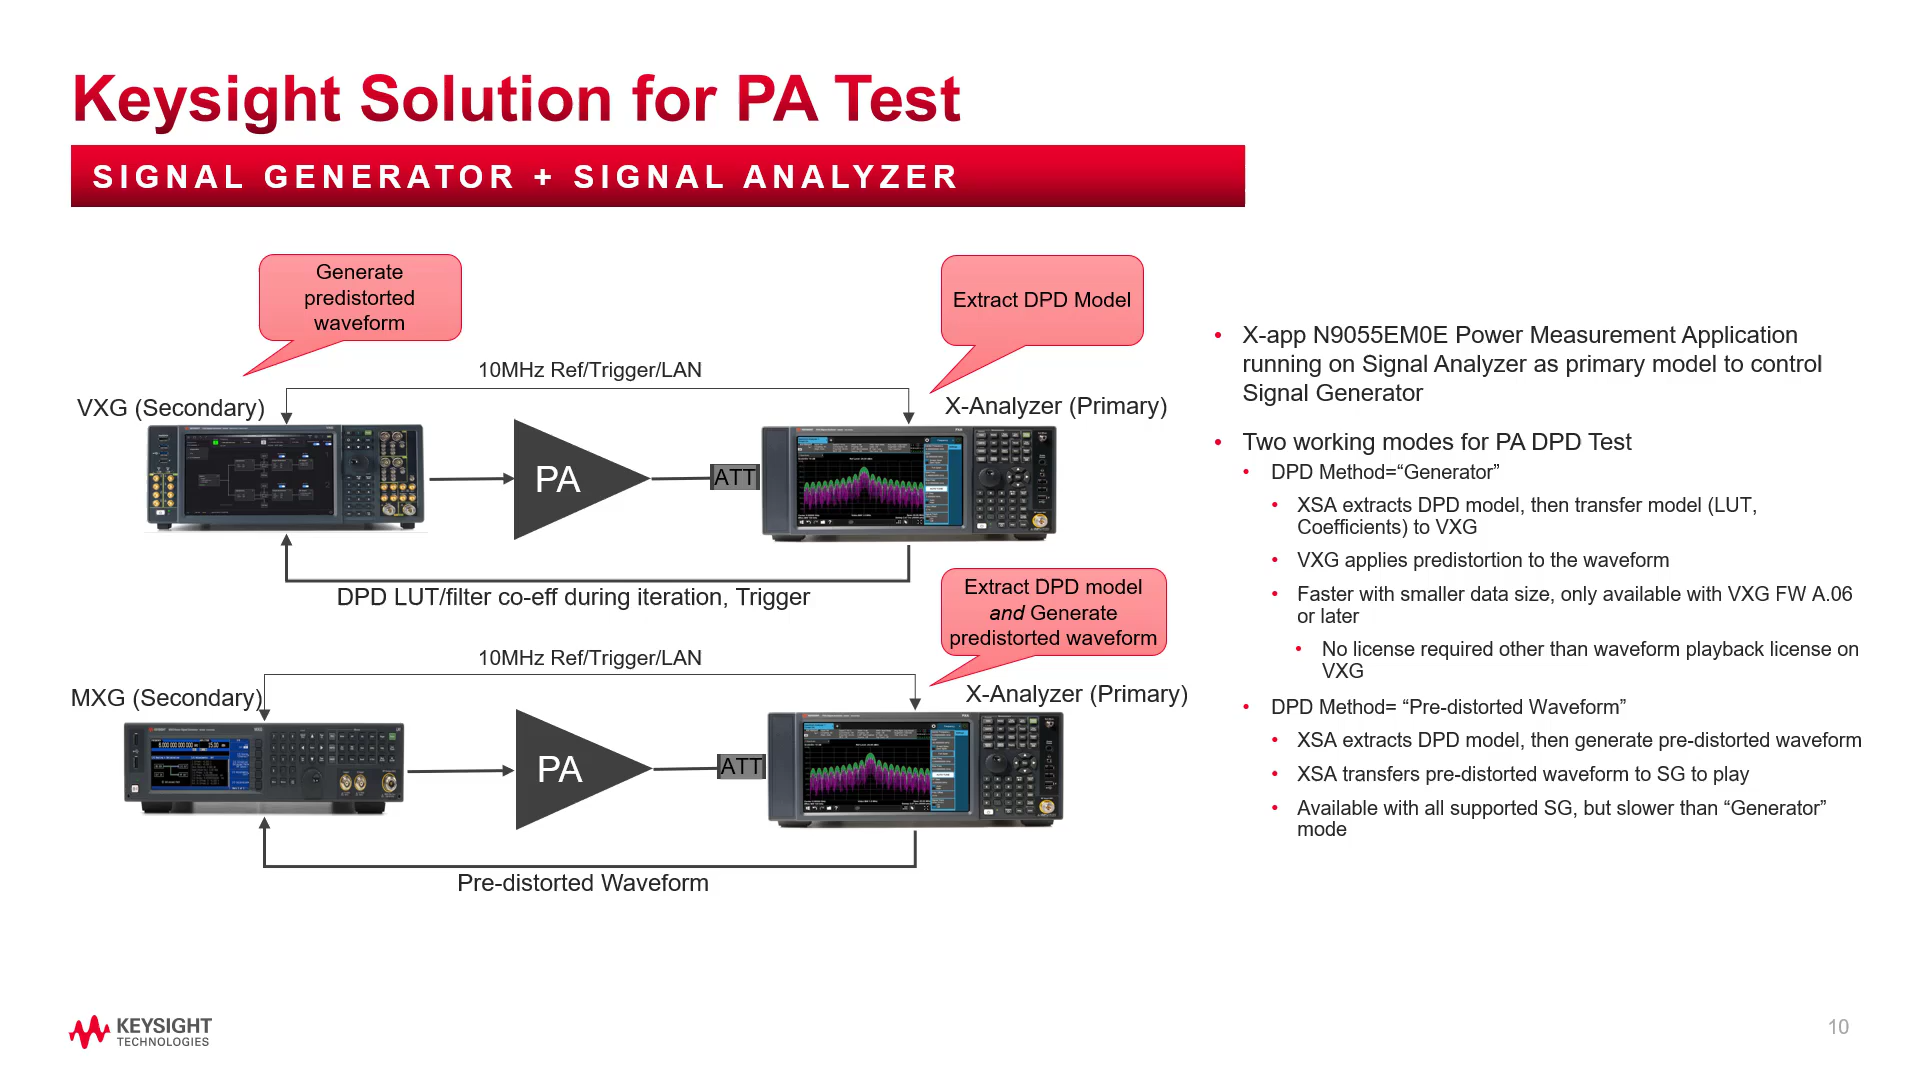 Keysight Solution for PA Test
SIGNAL GENERATOR + SIGNAL ANALYZER
Generate
predistorted
waveform
Extract DPD Model
10MHz Ref/Trigger/LAN
VXG (Secondary)
X-Analyzer (Primary)
PA
ATT
DPD LUT/filter co-eff during iteration, Trigger
Extract DPD model
and Generate
predistorted waveform
10MHz Ref/Trigger/LAN
MXG (Secondary)
X-Analyzer (Primary)
PA
ATT
Pre-distorted Waveform
• X-app N9055EM0E Power Measurement Application
running on Signal Analyzer as primary model to control
Signal Generator
• Two working modes for PA DPD Test
• DPD Method=“Generator”
• XSA extracts DPD model, then transfer model (LUT,
Coefficients) to VXG
• VXG applies predistortion to the waveform
• Faster with smaller data size, only available with VXG FW A.06
or later
• No license required other than waveform playback license on
VXG
• DPD Method= “Pre-distorted Waveform”
• XSA extracts DPD model, then generate pre-distorted waveform
• XSA transfers pre-distorted waveform to SG to play
• Available with all supported SG, but slower than “Generator”
mode
KEYSIGHT
TECHNOLOGIES
10